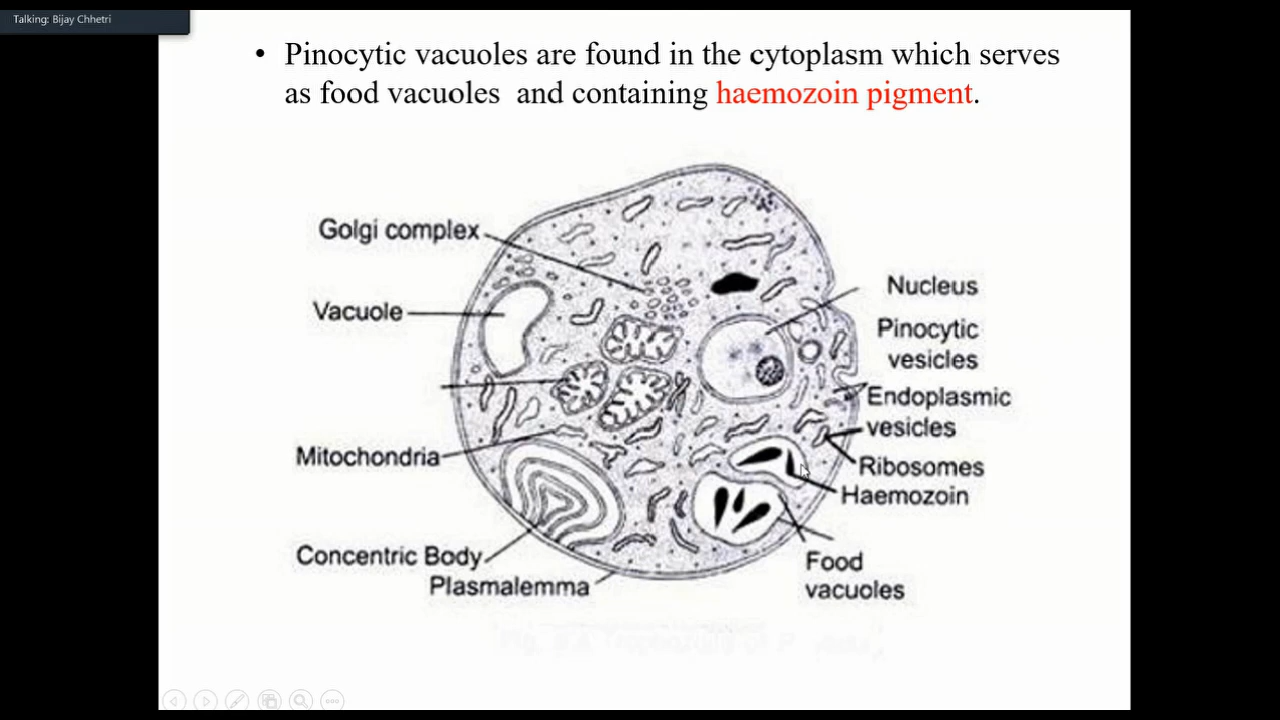 Talking: Bijay Chhetri
• Pinocytic vacuoles are found in the cytoplasm which serves
as food vacuoles and containing haemozoin pigment.
Golgi complex
Vacuole
Mitochondria
Concentric Body
Plasmalemma
Nucleus
Pinocytic
vesicles
Endoplasmic
vesicles
Ribosomes
Haemozoin
Food
vacuoles